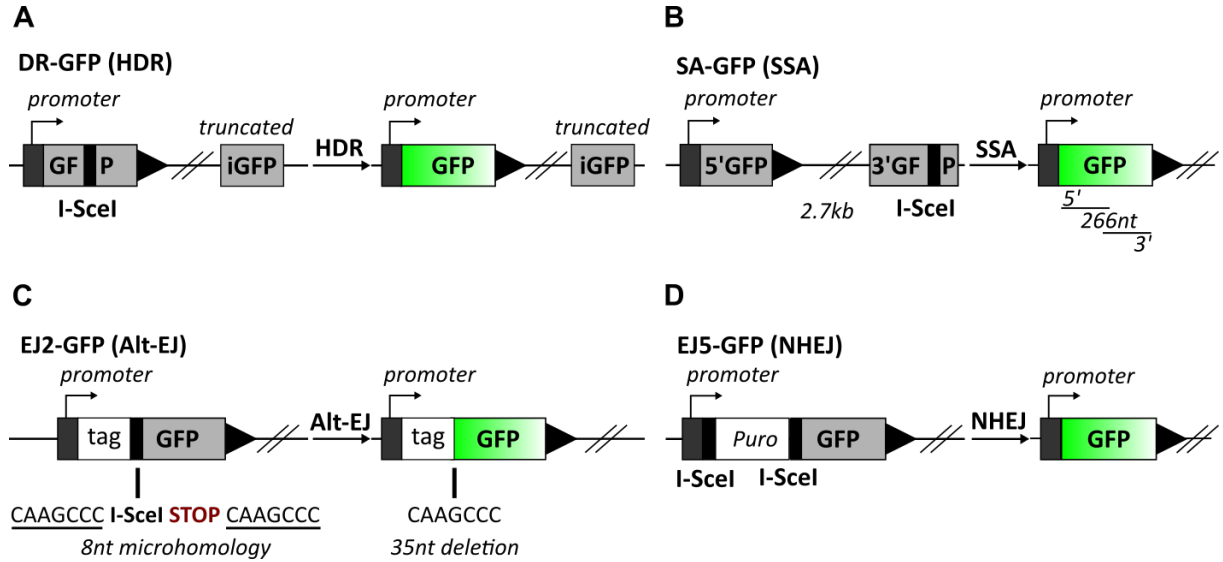 A
DR-GFP (HDR)
promoter
GF P
I-SceI
truncated
iGFP
HDR
promoter
GFP
truncated
iGFP
B
SA-GFP (SSA)
promoter
5'GFP
2.7kb
3'GF P
I-SceI
SSA
promoter
GFP
5'
266nt
3'
C
EJ2-GFP (Alt-EJ)
promoter
tag GFP
CAAGCCC I-SceI STOP CAAGCCC
8nt microhomology
Alt-EJ
promoter
tag GFP
CAAGCCC
35nt deletion
D
EJ5-GFP (NHEJ)
promoter
Puro GFP
I-SceI
I-SceI
NHEJ
promoter
GFP